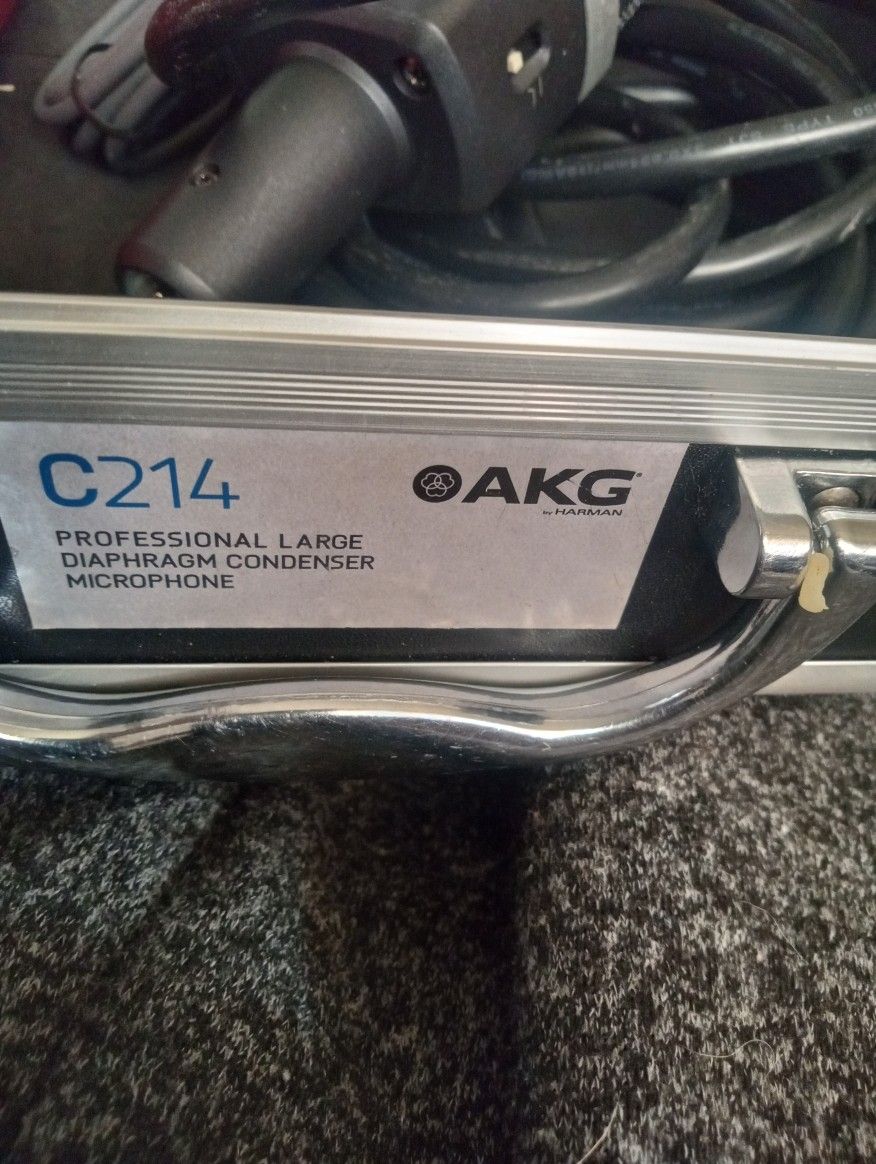 C214
AKG
by HARMAN
PROFESSIONAL LARGE
DIAPHRAGM CONDENSER
MICROPHONE